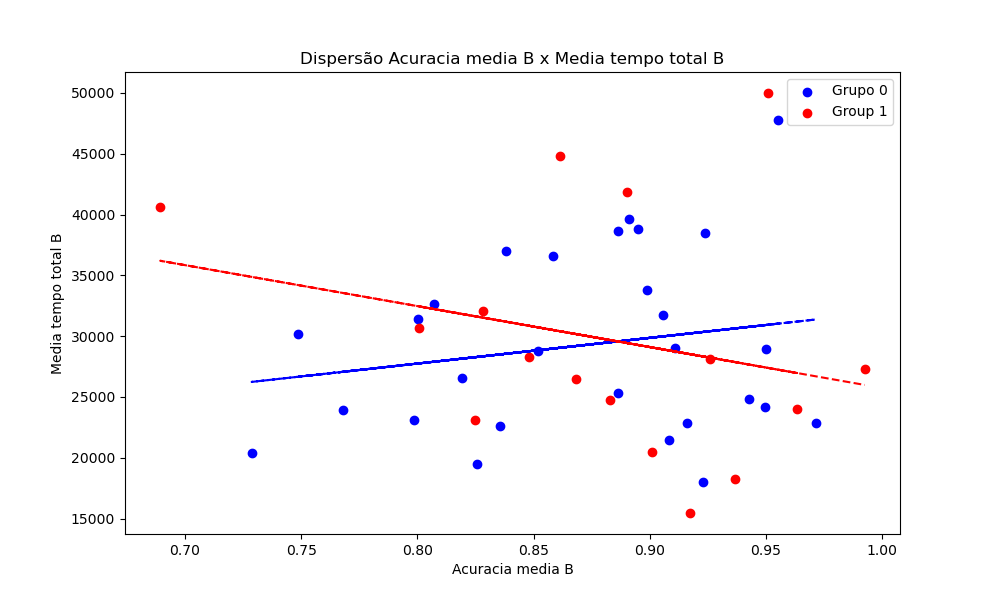 Dispersão Acuracia media B x Media tempo total B
Grupo 0
Group 1
Media tempo total B
50000
45000
40000
35000
30000
25000
20000
15000
0.70 0.75 0.80 0.85 0.90 0.95 1.00
Acuracia media B